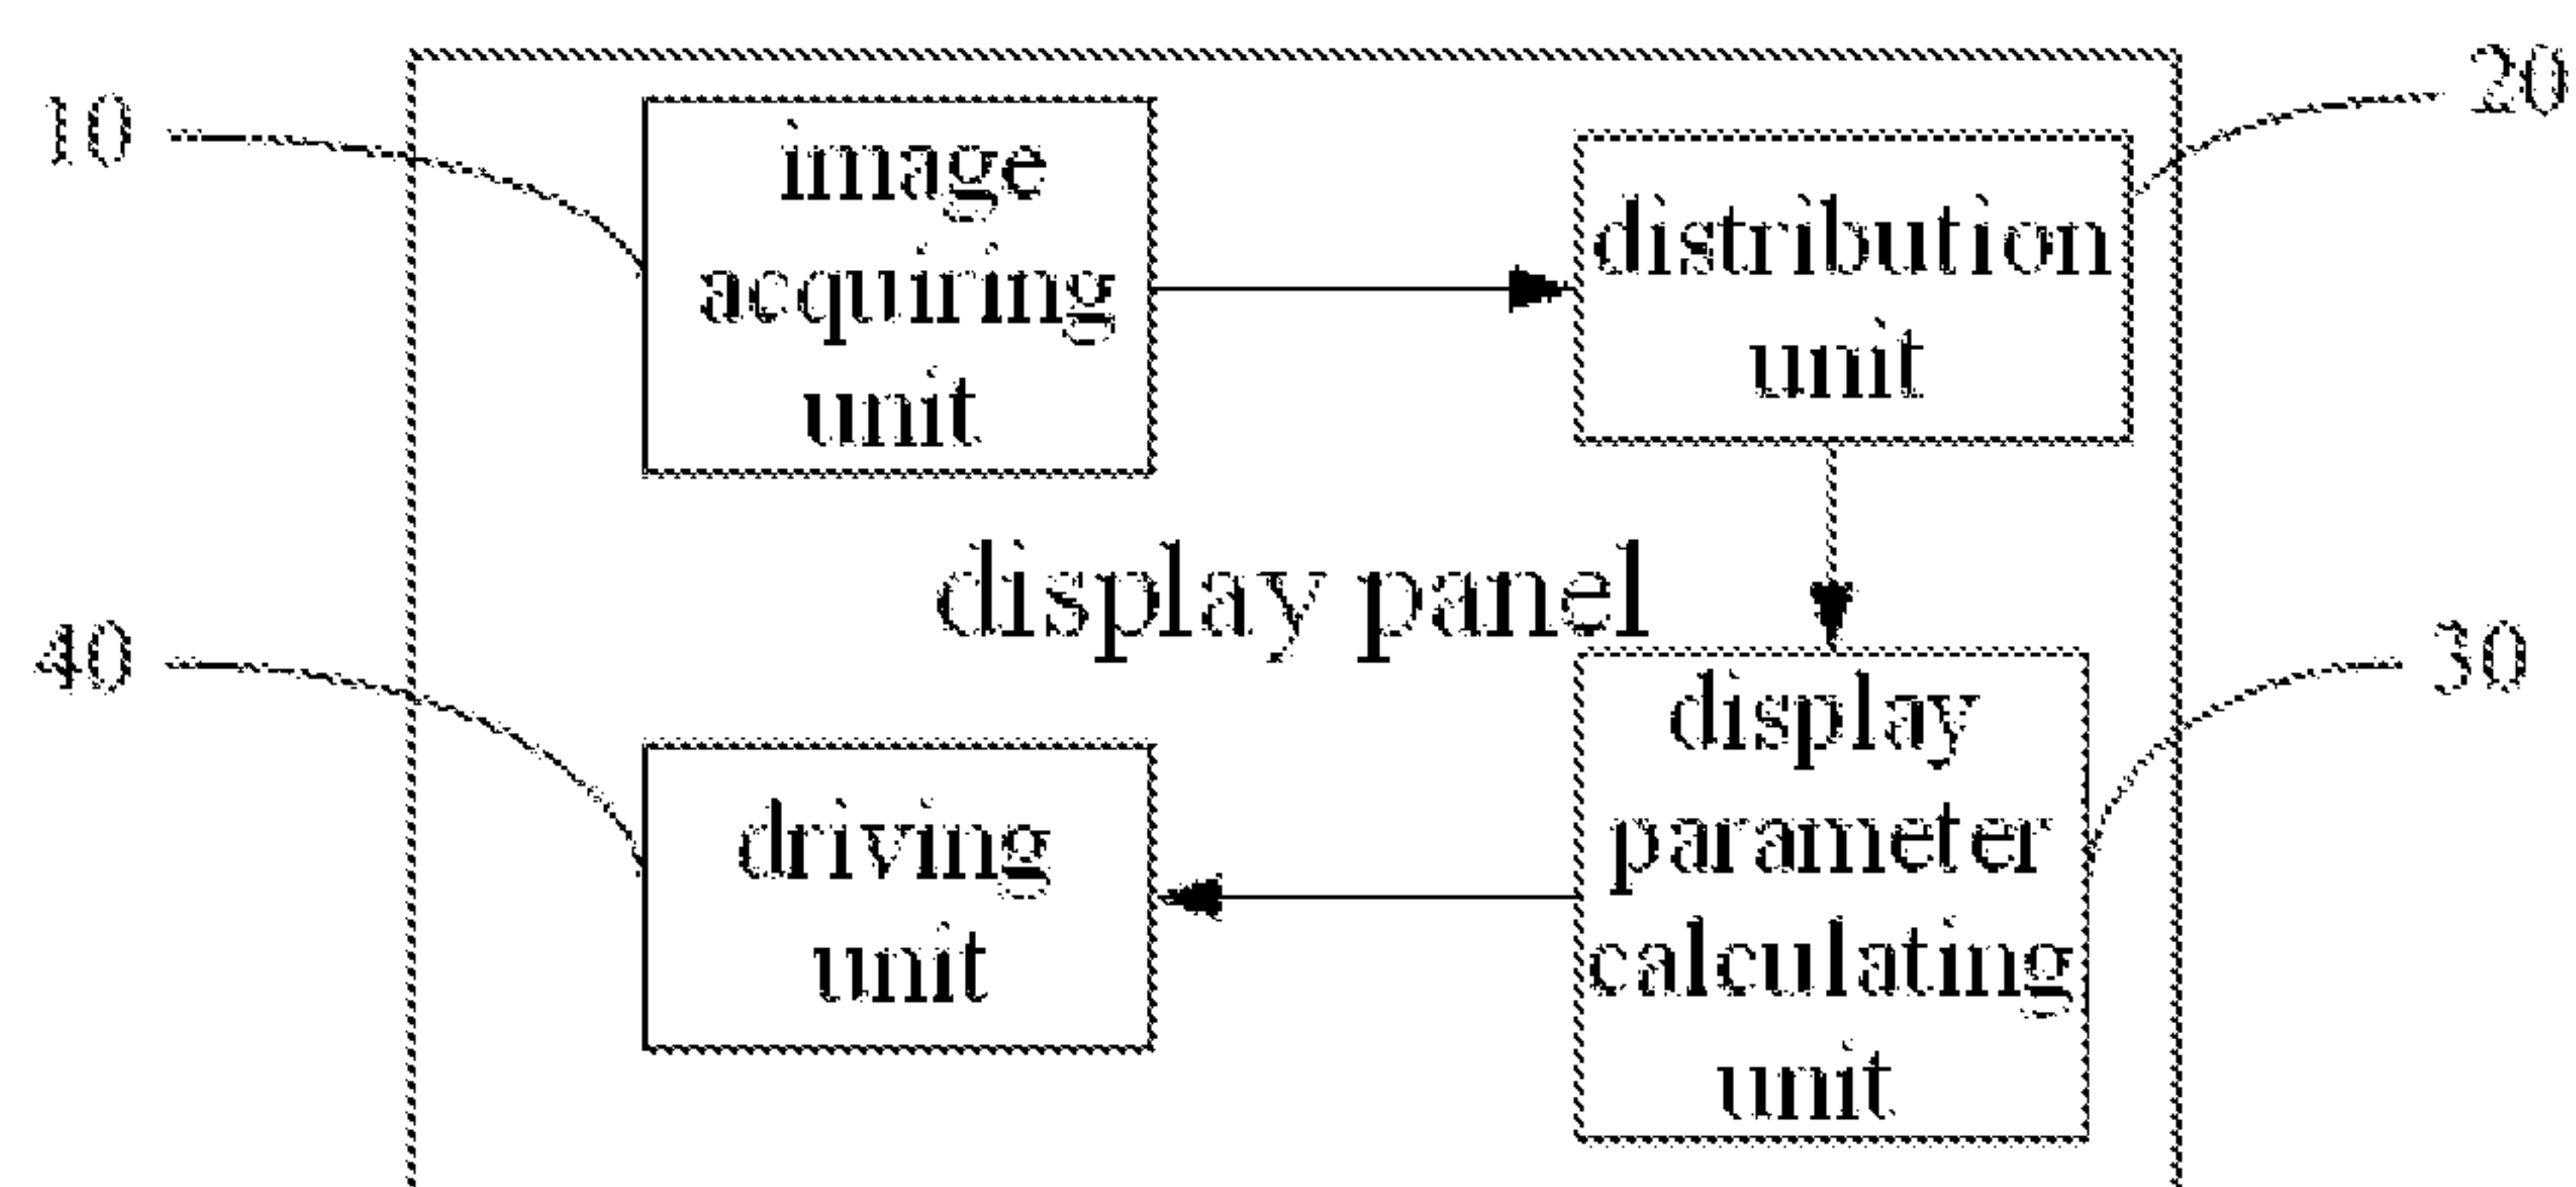 10
image
acquiring
unit
20
distribution
unit
display panel
40
driving
unit
30
display
parameter
calculating
unit